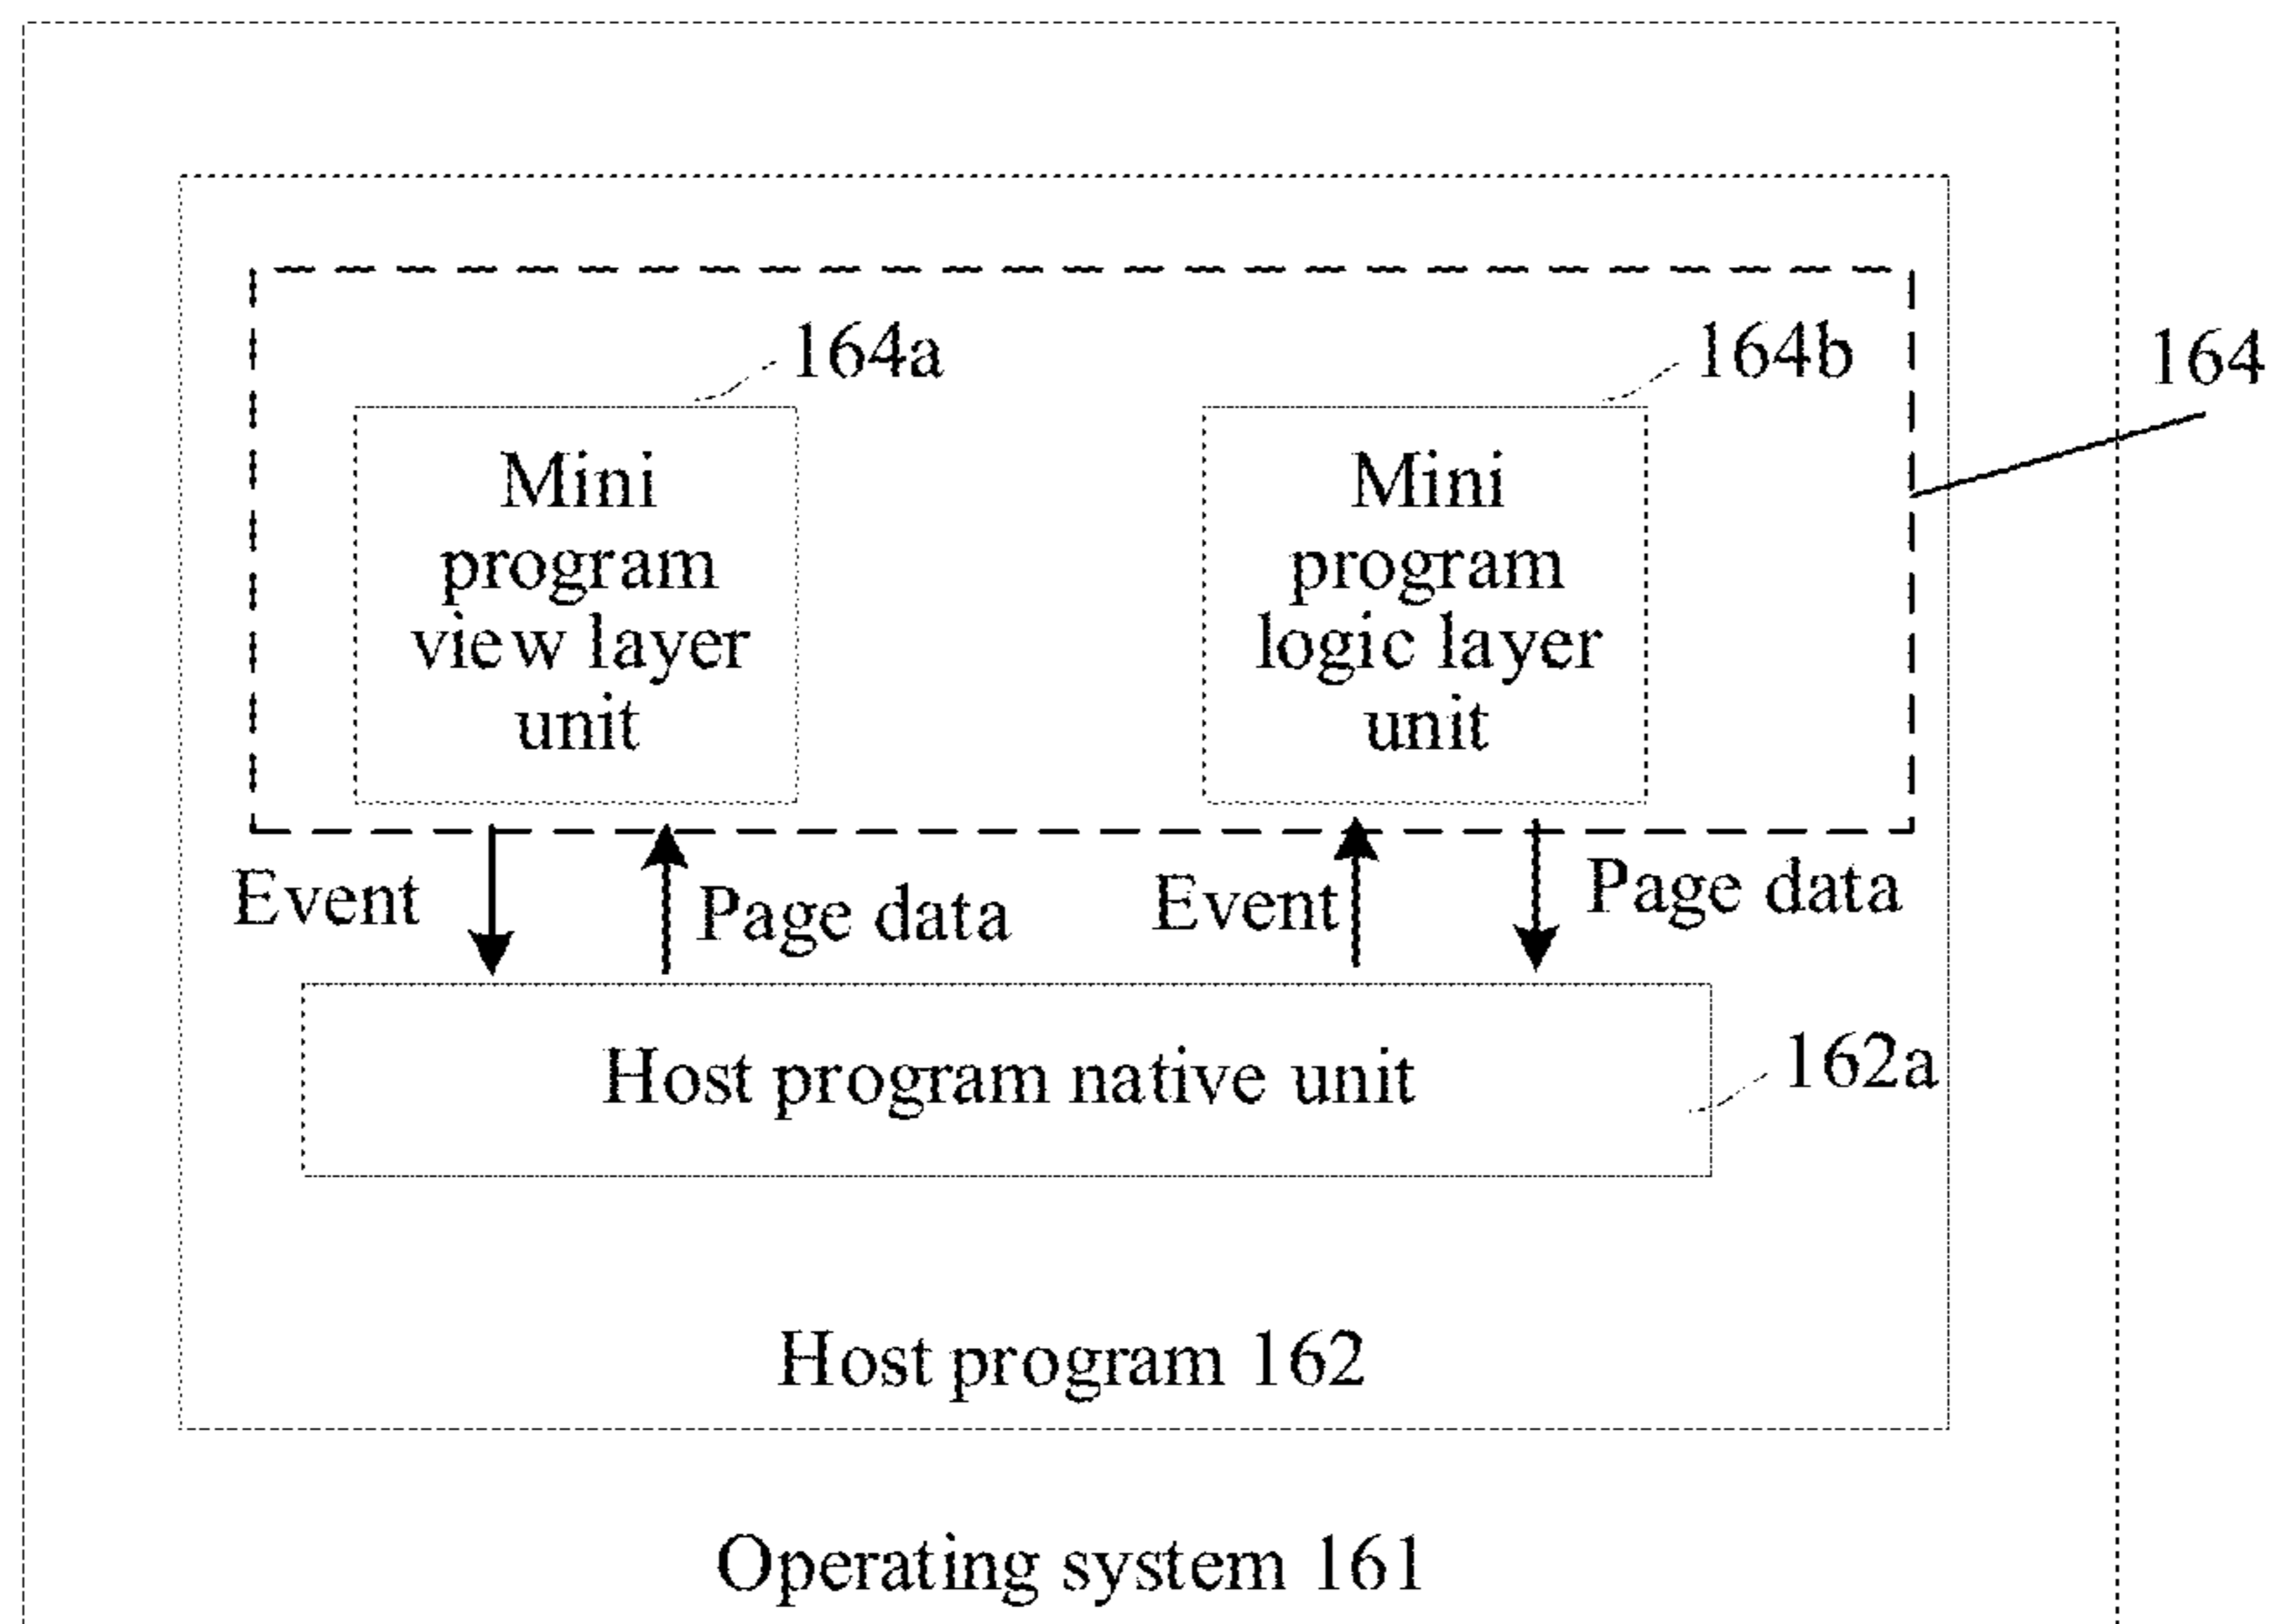 164a
164b
164
Mini
program
view layer
unit
Mini
program
logic layer
unit
Event
Page data
Event
Page data
Host program native unit
162a
Host program 162
Operating system 161